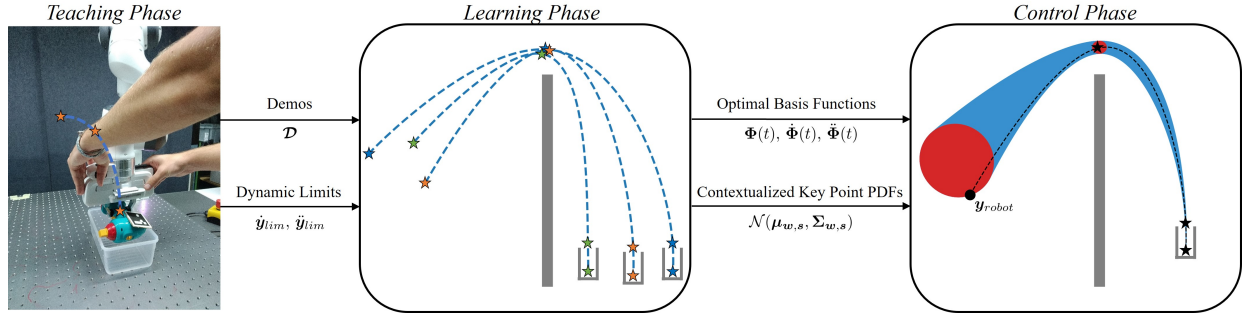 Teaching Phase
Learning Phase
Control Phase
Demos
𝓓
Dynamic Limits
ẏ_lim, ÿ_lim
Optimal Basis Functions
Φ(t), Φ̇(t), Φ̈(t)
Contextualized Key Point PDFs
𝒩(μ_w,s, Σ_w,s)
y_robot